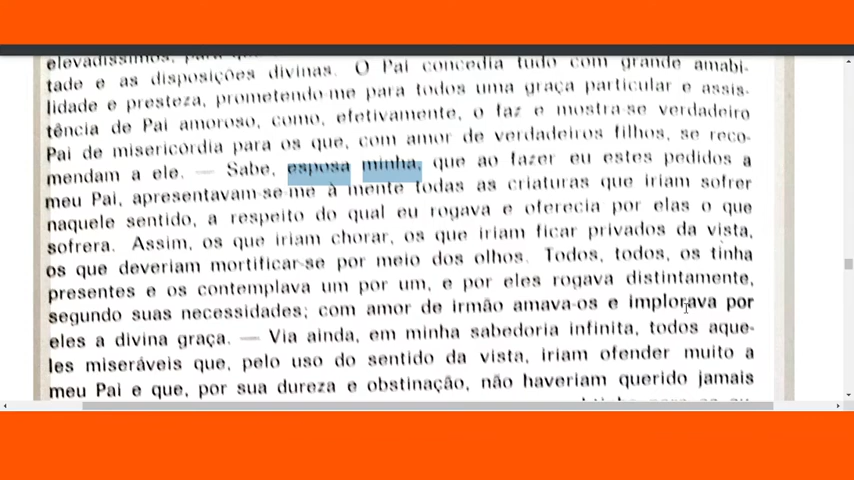 elevadíssimos, para
tade e as disposições divinas. O Pai concedia tudo com grande amabi-
lidade e presteza, prometendo-me para todos uma graça particular e assis-
tência de Pai amoroso, como, efetivamente, o faz e mostra-se verdadeiro
Pai de misericórdia para os que, com amor de verdadeiros filhos, se reco-
mendam a ele. — Sabe, esposa minha, que ao fazer eu estes pedidos a
meu Pai, apresentavam-se-me à mente todas as criaturas que iriam sofrer
naquele sentido, a respeito do qual eu rogava e oferecia por elas o que
sofrera. Assim, os que iriam chorar, os que iriam ficar privados da vista,
os que deveriam mortificar-se por meio dos olhos. Todos, todos, os tinha
presentes e os contemplava um por um, e por eles rogava distintamente,
segundo suas necessidades; com amor de irmão amava-os e implorava por
eles a divina graça. — Via ainda, em minha sabedoria infinita, todos aque-
les miseráveis que, pelo uso do sentido da vista, iriam ofender muito a
meu Pai e que, por sua dureza e obstinação, não haveriam querido jamais